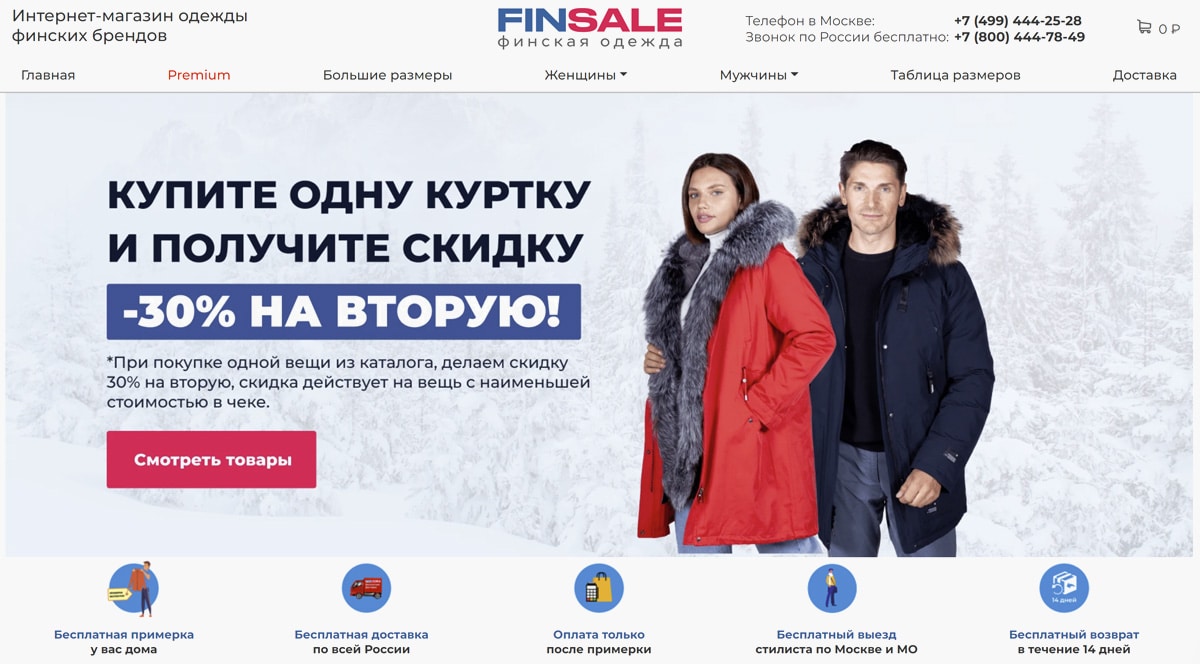 Интернет-магазин одежды
финских брендов
FINSALE
финская одежда
Телефон в Москве: +7 (499) 444-25-28
Звонок по России бесплатно: +7 (800) 444-78-49
0 ₽
Главная Premium Большие размеры Женщины Мужчины Таблица размеров Доставка
КУПИТЕ ОДНУ КУРТКУ
И ПОЛУЧИТЕ СКИДКУ
-30% НА ВТОРУЮ!
*При покупке одной вещи из каталога, делаем скидку
30% на вторую, скидка действует на вещь с наименьшей
стоимостью в чеке.
Смотреть товары
14 дней
Бесплатная примерка
у вас дома
Бесплатная доставка
по всей России
Оплата только
после примерки
Бесплатный выезд
стилиста по Москве и МО
Бесплатный возврат
в течение 14 дней